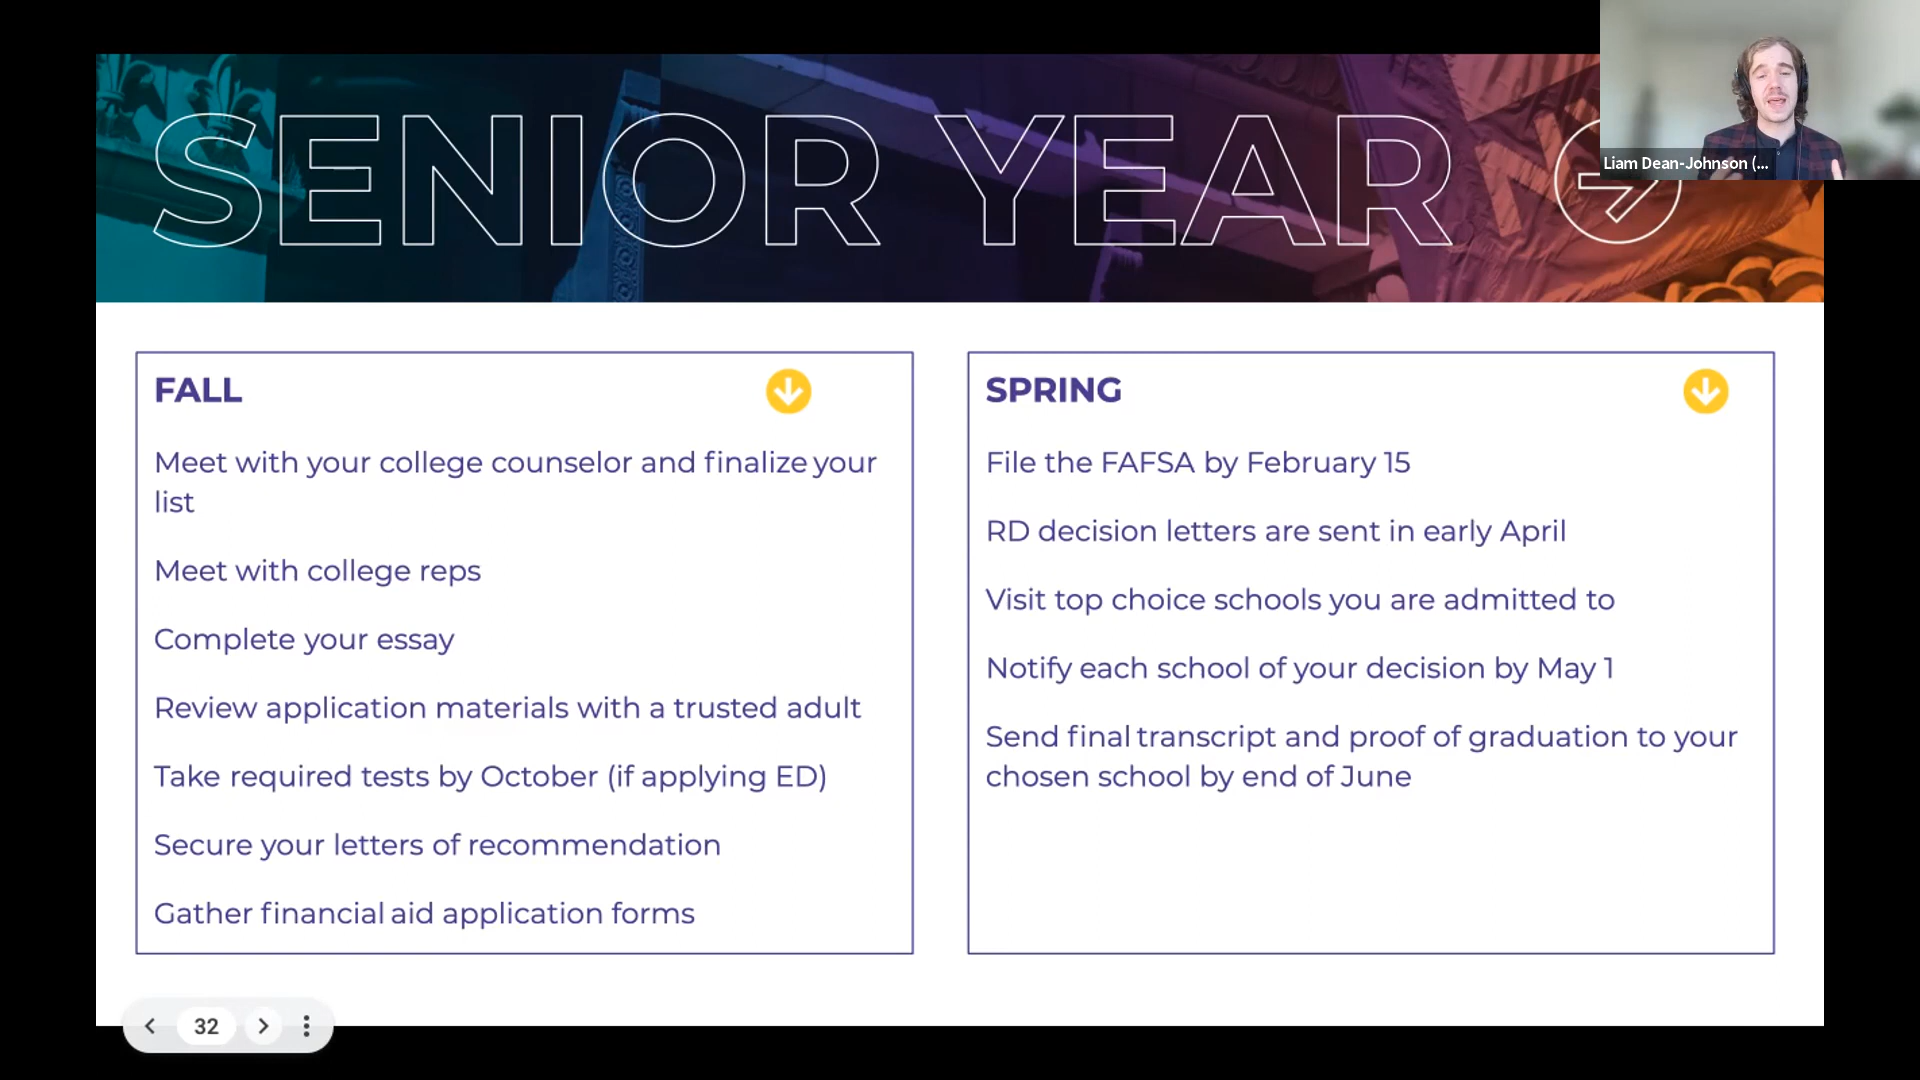 SENIOR YEAR
Liam Dean-Johnson (...
FALL
Meet with your college counselor and finalize your
list
Meet with college reps
Complete your essay
Review application materials with a trusted adult
Take required tests by October (if applying ED)
Secure your letters of recommendation
Gather financial aid application forms
SPRING
File the FAFSA by February 15
RD decision letters are sent in early April
Visit top choice schools you are admitted to
Notify each school of your decision by May 1
Send final transcript and proof of graduation to your
chosen school by end of June
32